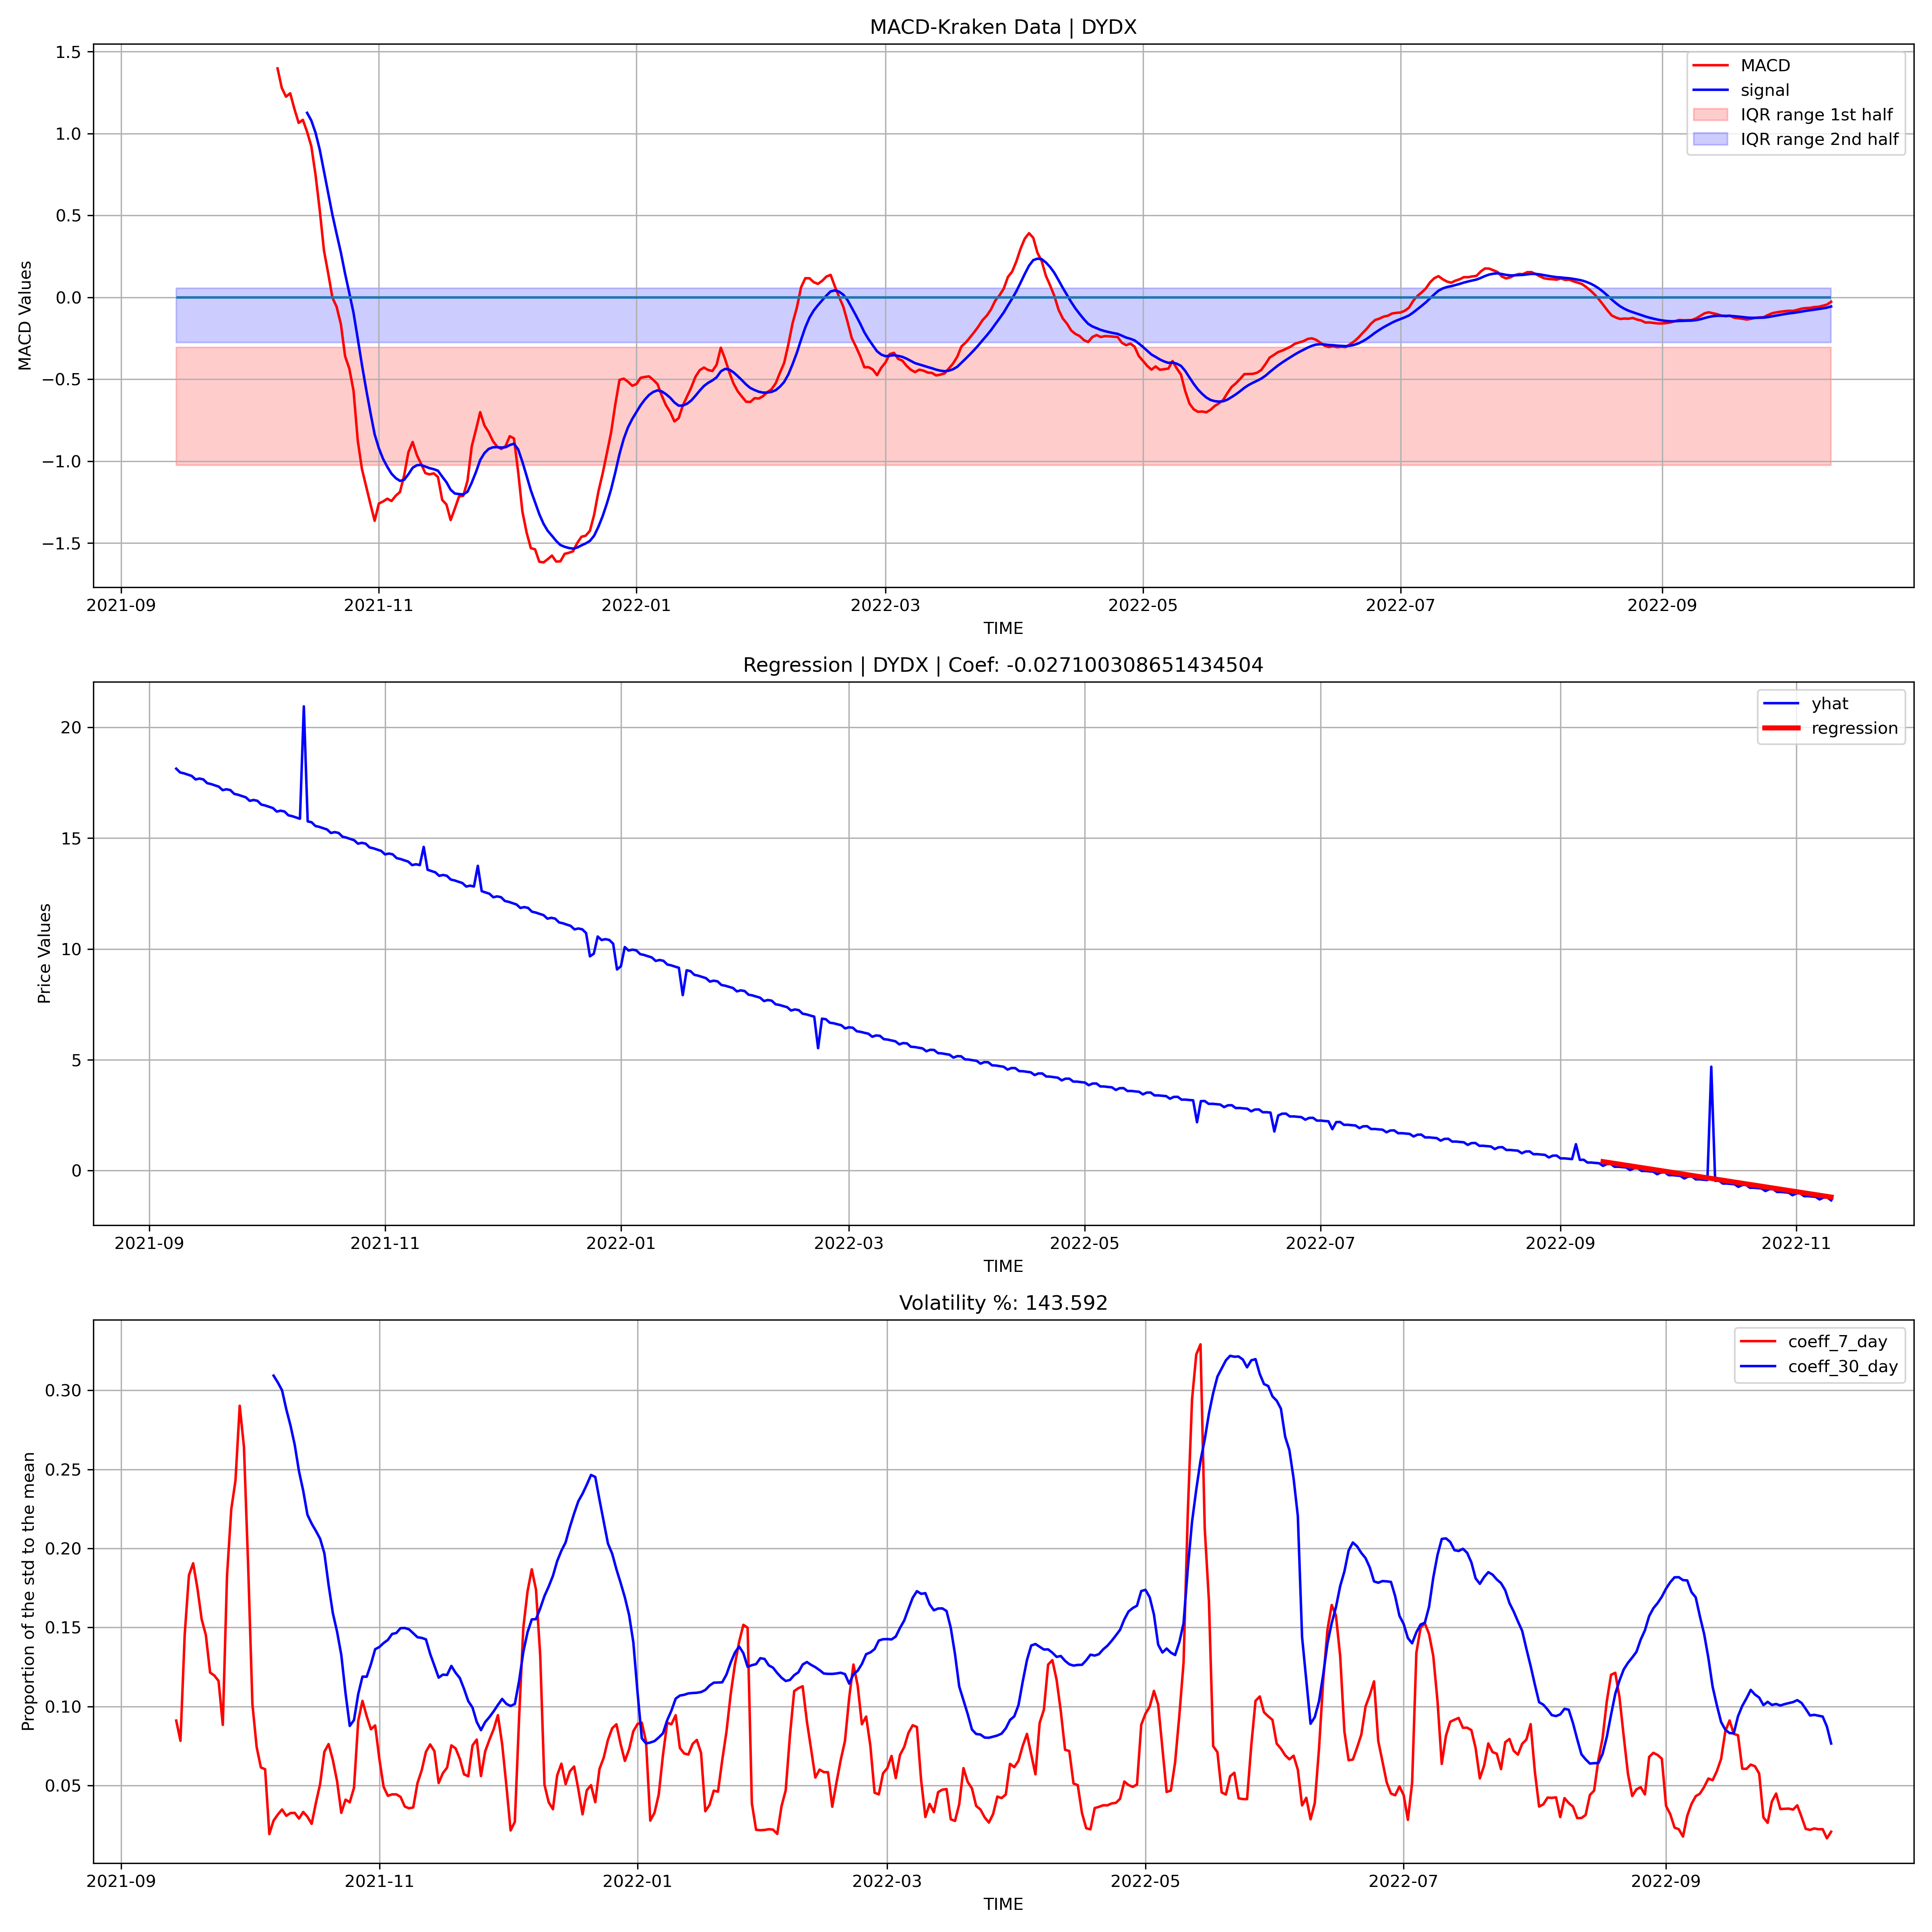 MACD-Kraken Data | DYDX
MACD Values
1.5
1.0
0.5
0.0
−0.5
−1.0
−1.5
MACD
signal
IQR range 1st half
IQR range 2nd half
2021-09 2021-11 2022-01 2022-03 2022-05 2022-07 2022-09
TIME
Regression | DYDX | Coef: -0.027100308651434504
Price Values
20
15
10
5
0
yhat
regression
2021-09 2021-11 2022-01 2022-03 2022-05 2022-07 2022-09 2022-11
TIME
Volatility %: 143.592
Proportion of the std to the mean
0.30
0.25
0.20
0.15
0.10
0.05
coeff_7_day
coeff_30_day
2021-09 2021-11 2022-01 2022-03 2022-05 2022-07 2022-09
TIME